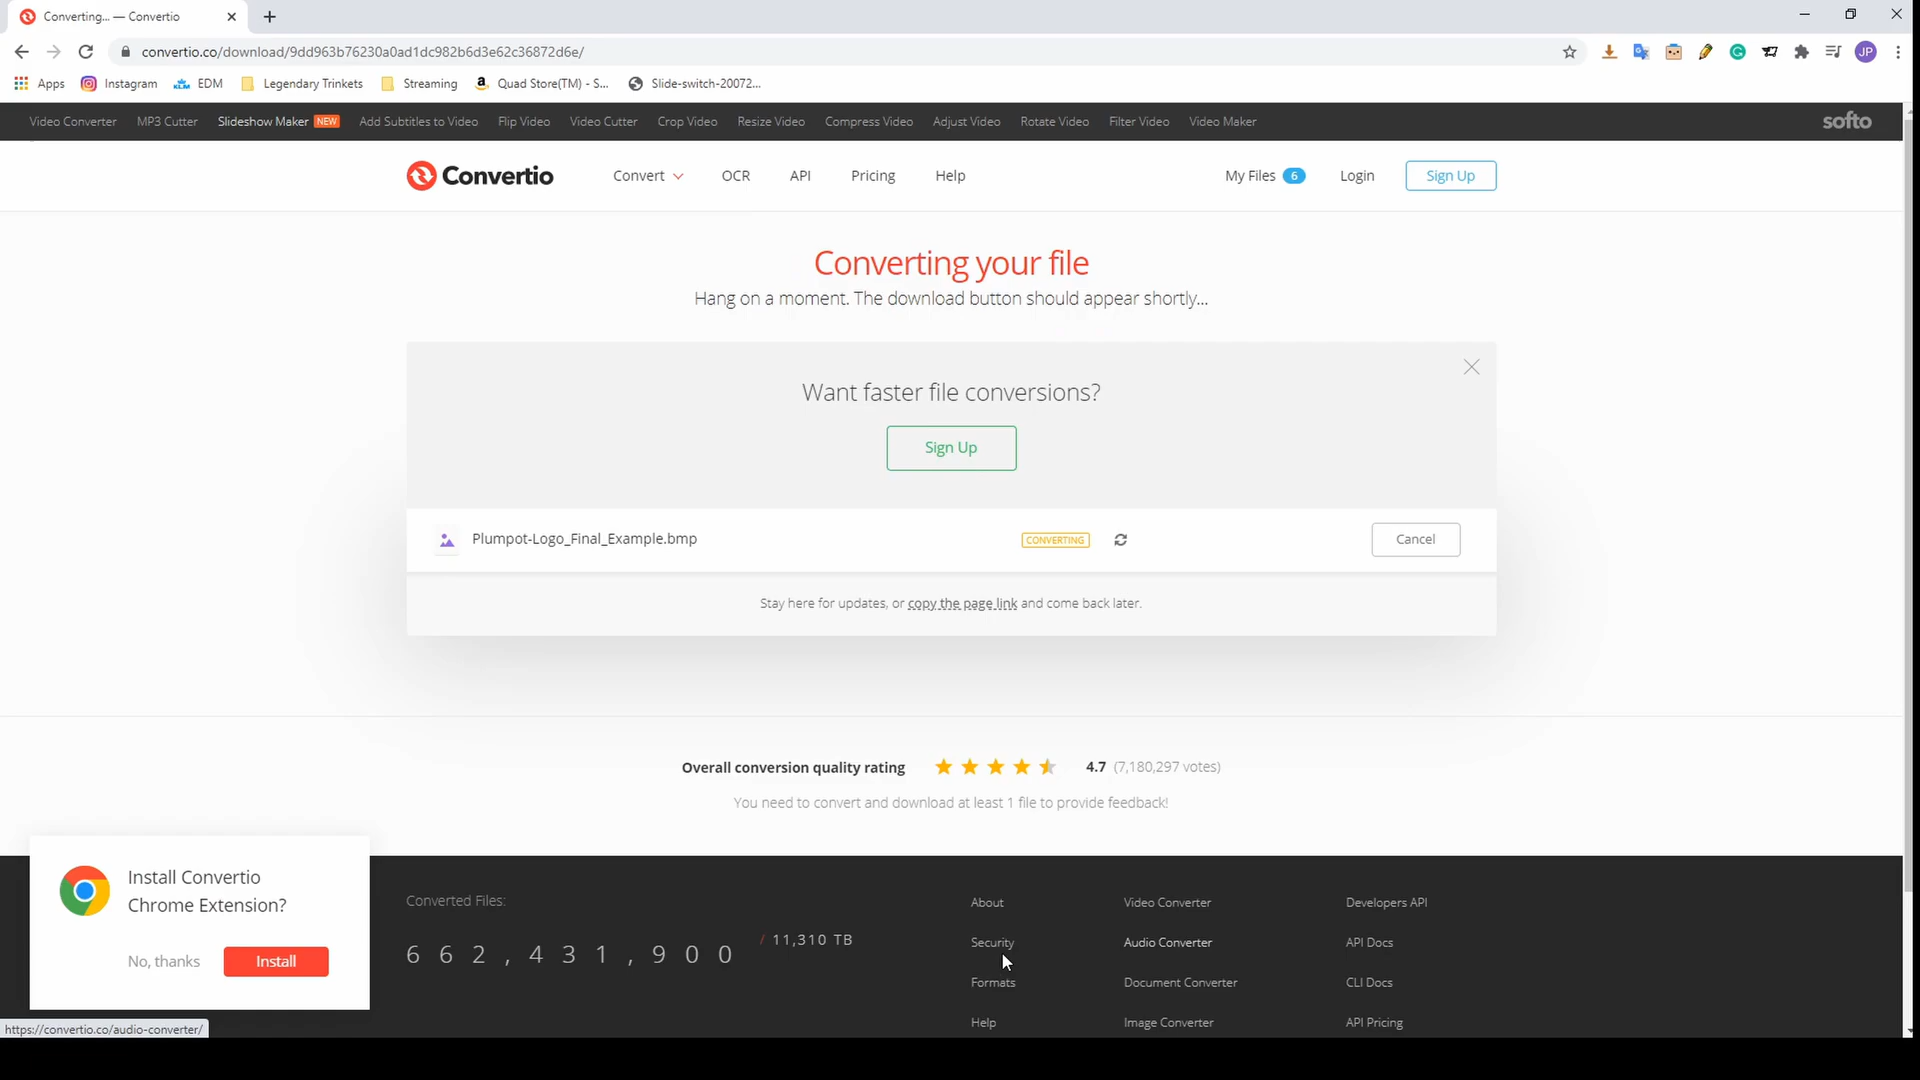 Converting... — Convertio
convertio.co/download/9dd963b76230a0ad1dc982b6d3e62c36872d6e/
JP
Apps Instagram EDM Legendary Trinkets Streaming Quad Store(TM) - S... Slide-switch-20072...
Video Converter MP3 Cutter Slideshow Maker NEW Add Subtitles to Video Flip Video Video Cutter Crop Video Resize Video Compress Video Adjust Video Rotate Video Filter Video Video Maker softo
Convertio Convert OCR API Pricing Help My Files 6 Login Sign Up
Converting your file
Hang on a moment. The download button should appear shortly...
Want faster file conversions?
Sign Up
Plumpot-Logo_Final_Example.bmp CONVERTING Cancel
Stay here for updates, or copy the page link and come back later.
Overall conversion quality rating 4.7 (7,180,297 votes)
You need to convert and download at least 1 file to provide feedback!
Install Convertio
Chrome Extension?
No, thanks Install
Converted Files:
662,431,900 / 11,310 TB
About Video Converter Developers API
Security Audio Converter API Docs
Formats Document Converter CLI Docs
Help Image Converter API Pricing
https://convertio.co/audio-converter/